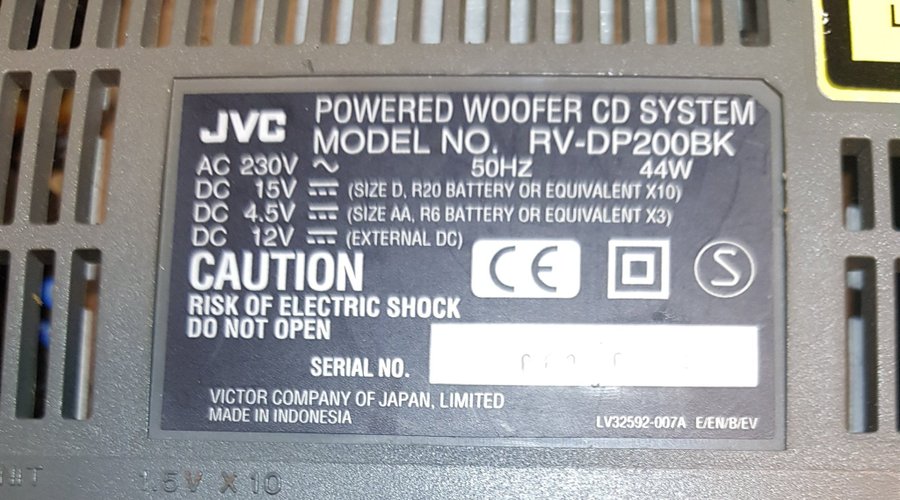 POWERED WOOFER CD SYSTEM
JVC
MODEL NO. RV-DP200BK
AC 230V ~ 50Hz 44W
DC 15V ⎓ (SIZE D, R20 BATTERY OR EQUIVALENT X10)
DC 4.5V ⎓ (SIZE AA, R6 BATTERY OR EQUIVALENT X3)
DC 12V ⎓ (EXTERNAL DC)
CE
S
CAUTION
RISK OF ELECTRIC SHOCK
DO NOT OPEN
SERIAL NO.
VICTOR COMPANY OF JAPAN, LIMITED
MADE IN INDONESIA
LV32592-007A E/EN/B/EV
1.5V X 10